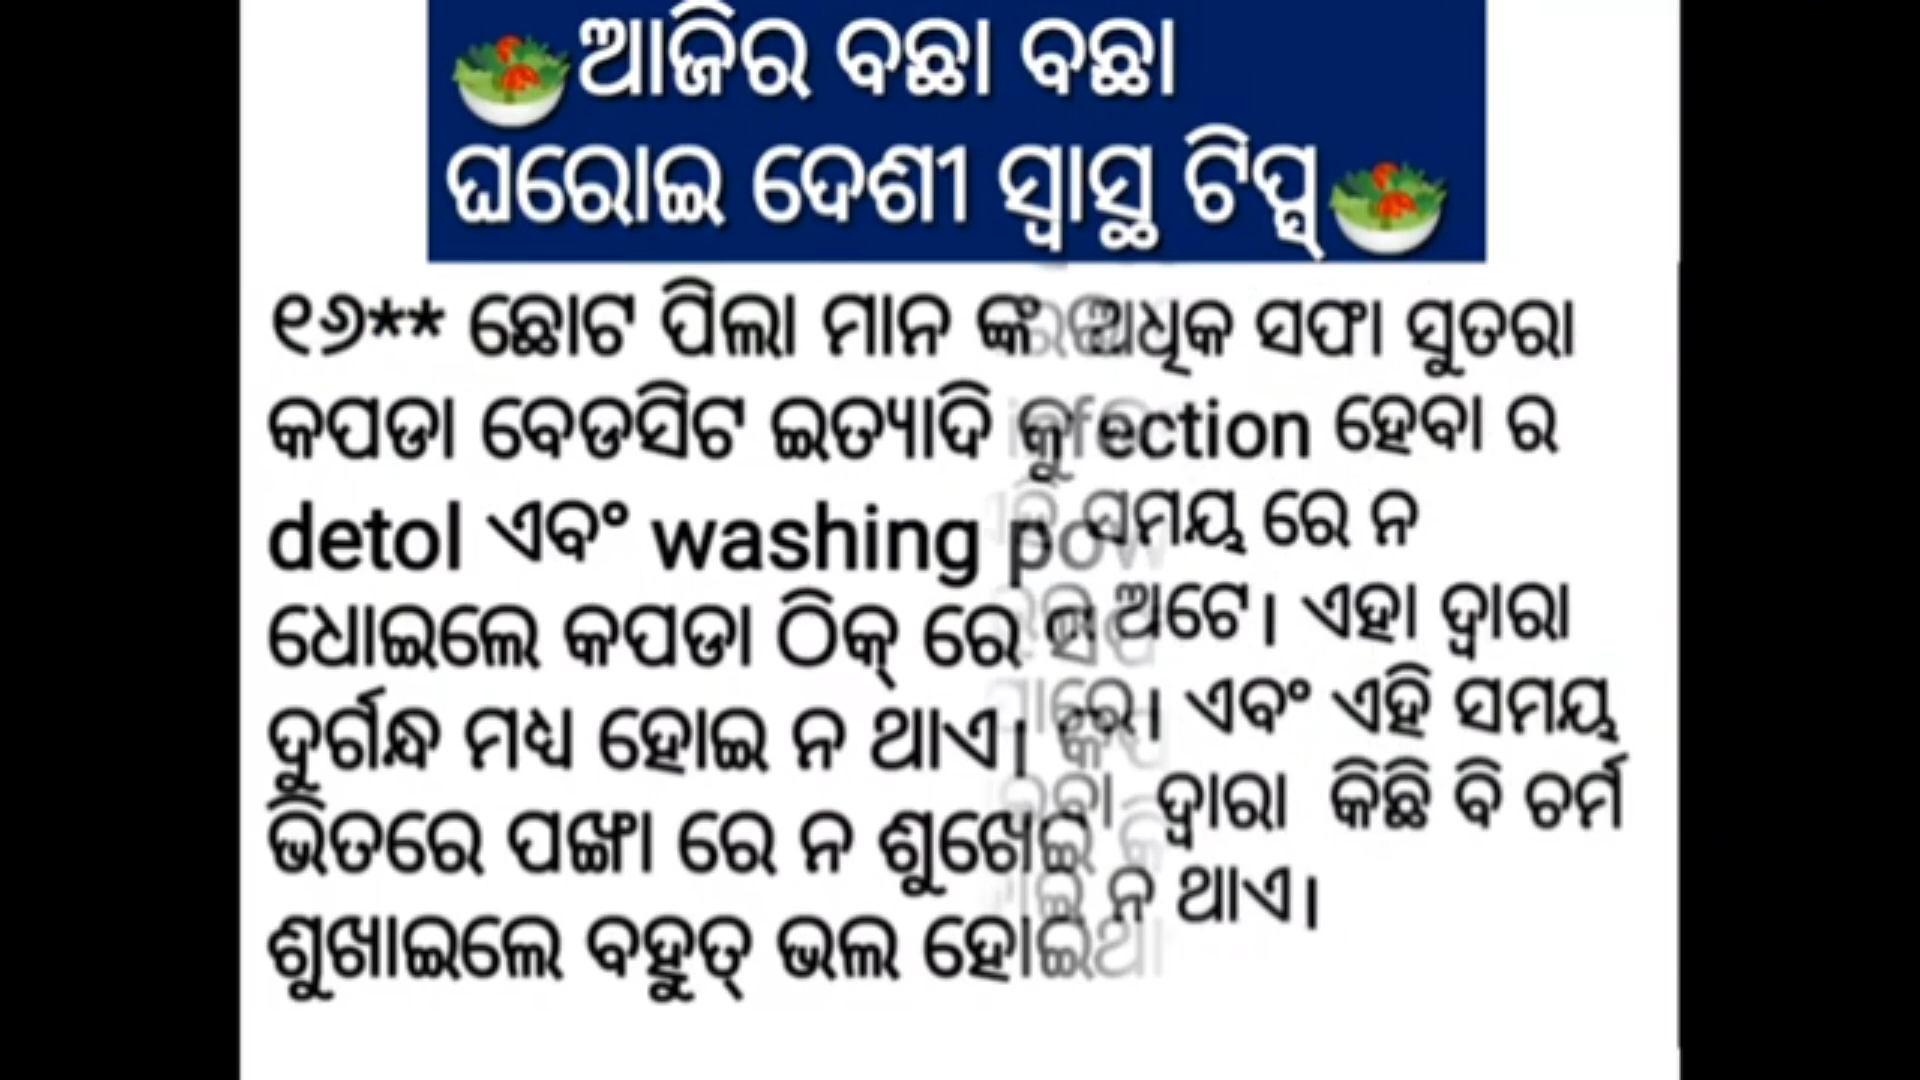 ଆଜିର ବଛା ବଛା
ଘରୋଇ ଦେଶୀ ସ୍ୱାସ୍ଥ ଟିପ୍ସ୍
୧୬** ଛୋଟ ପିଲା ମାନ ଙ୍କ ଅଧିକ ସଫା ସୁତରା
କପଡା ବେଡସିଟ ଇତ୍ୟାଦି କୁ infection ହେବା ର
detol ଏବଂ washing ସମୟ ରେ ନ
ଧୋଇଲେ କପଡା ଠିକ୍ ରେ ଅଟେ। ଏହା ଦ୍ୱାରା
ଦୁର୍ଗନ୍ଧ ମଧ୍ୟ ହୋଇ ନ ଥାଏ। ଏବଂ ଏହି ସମୟ
ଭିତରେ ପଙ୍ଖା ରେ ନ ଶୁଖେଇ ଦ୍ୱାରା କିଛି ବି ଚର୍ମ
ଶୁଖାଇଲେ ବହୁତ୍ ଭଲ ନ ଥାଏ।